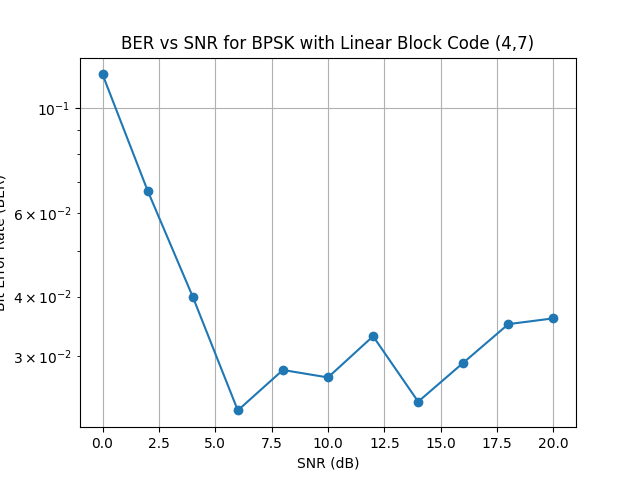 BER vs SNR for BPSK with Linear Block Code (4,7)
Bit Error Rate (BER)
10⁻¹
6 × 10⁻²
4 × 10⁻²
3 × 10⁻²
0.0 2.5 5.0 7.5 10.0 12.5 15.0 17.5 20.0
SNR (dB)